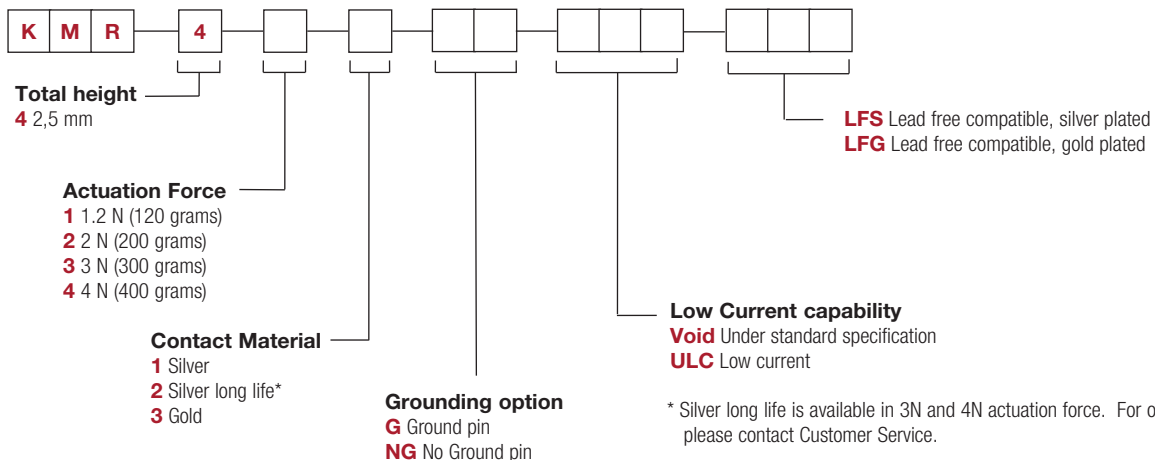 K M R 4
Total height
4 2,5 mm
LFS Lead free compatible, silver plated
LFG Lead free compatible, gold plated
Actuation Force
1 1.2 N (120 grams)
2 2 N (200 grams)
3 3 N (300 grams)
4 4 N (400 grams)
Contact Material
1 Silver
2 Silver long life*
3 Gold
Grounding option
G Ground pin
NG No Ground pin
Low Current capability
Void Under standard specification
ULC Low current
* Silver long life is available in 3N and 4N actuation force. For
please contact Customer Service.